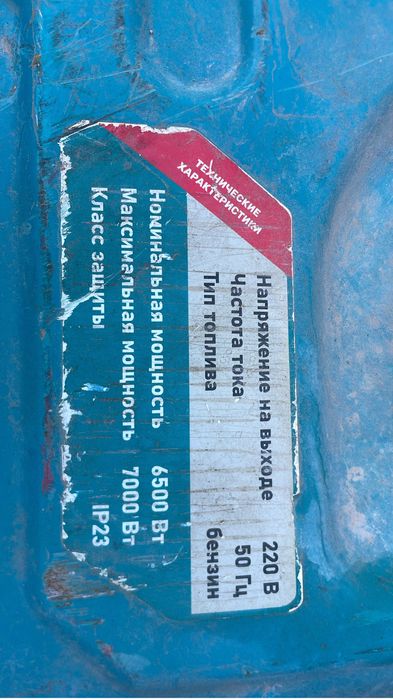 ТЕХНИЧЕСКИЕ
ХАРАКТЕРИСТИКИ
Напряжение на выходе 220 В
Частота тока 50 Гц
Тип топлива бензин
Номинальная мощность 6500 Вт
Максимальная мощность 7000 Вт
Класс защиты IP23